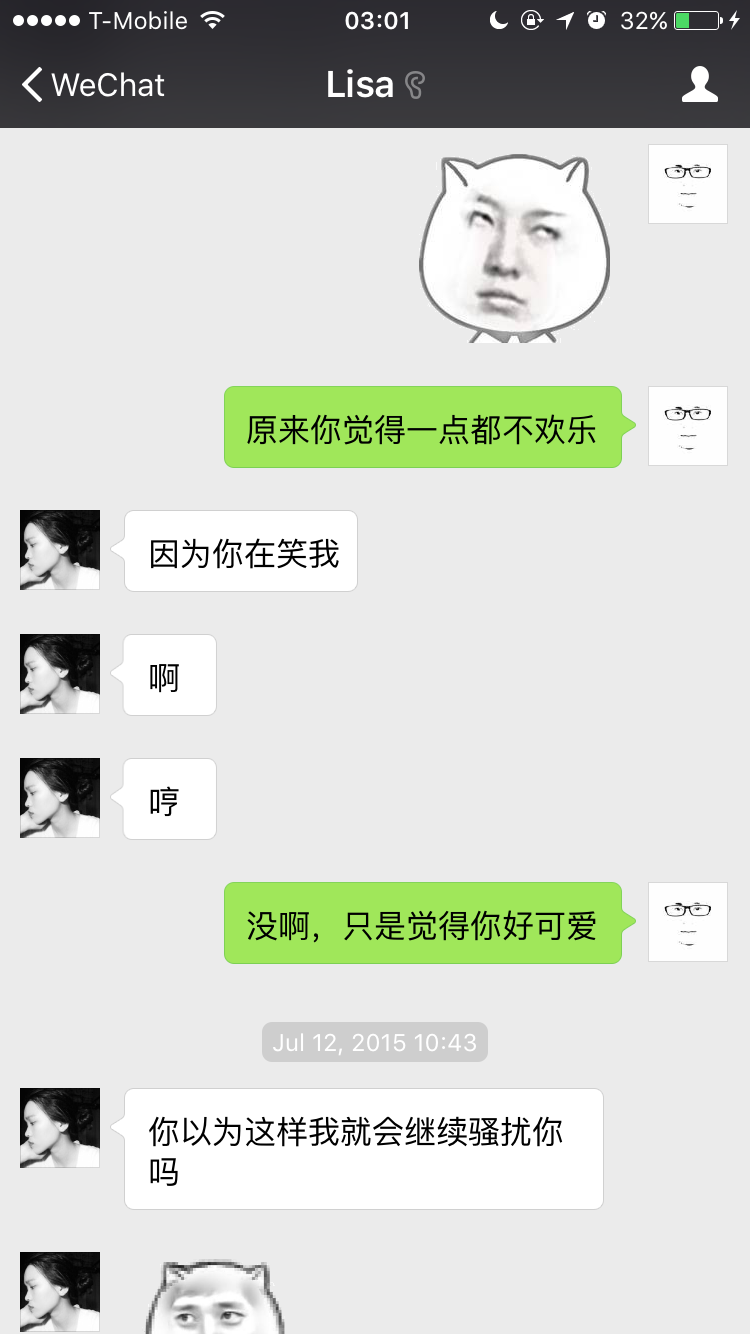 T-Mobile 03:01 32%
WeChat Lisa
原来你觉得一点都不欢乐
因为你在笑我
啊
哼
没啊，只是觉得你好可爱
Jul 12, 2015 10:43
你以为这样我就会继续骚扰你
吗